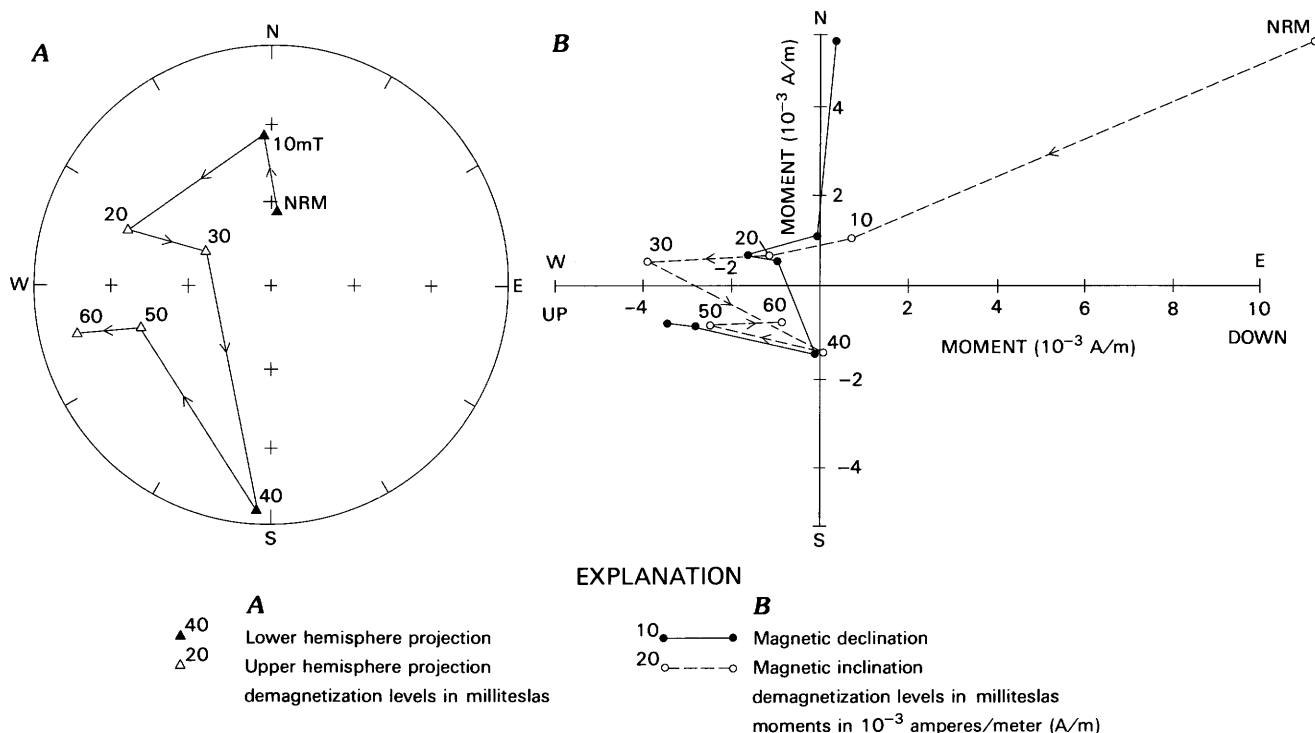 A
N
10mT
NRM
20
30
W
E
60
50
40
S
B
N
NRM
MOMENT (10⁻³ A/m)
4
2
10
20
30
W
-2
E
UP
-4
50
60
2
4
6
8
10
40
MOMENT (10⁻³ A/m)
DOWN
-2
-4
S
EXPLANATION
A
40 Lower hemisphere projection
20 Upper hemisphere projection
demagnetization levels in milliteslas
B
10 Magnetic declination
20 Magnetic inclination
demagnetization levels in milliteslas
moments in 10⁻³ amperes/meter (A/m)